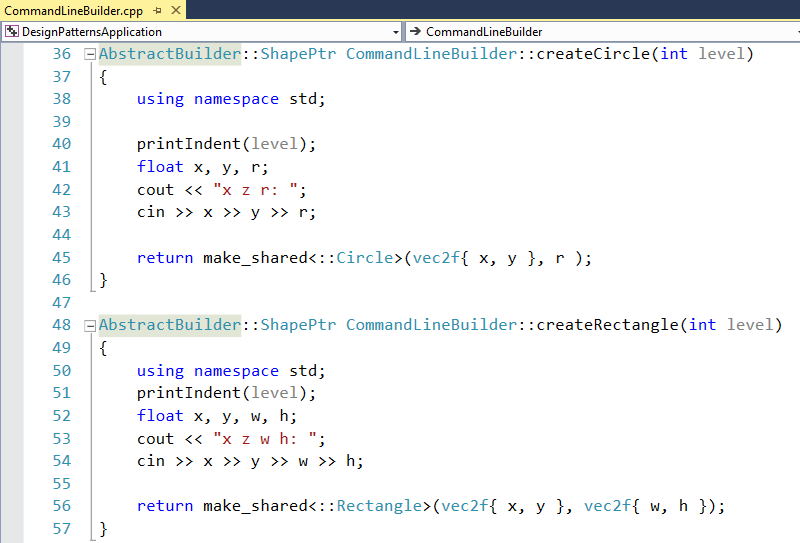 CommandLineBuilder.cpp
DesignPatternsApplication CommandLineBuilder
36 AbstractBuilder::ShapePtr CommandLineBuilder::createCircle(int level)
37 {
38     using namespace std;
39
40     printIndent(level);
41     float x, y, r;
42     cout << "x z r: ";
43     cin >> x >> y >> r;
44
45     return make_shared<::Circle>(vec2f{ x, y }, r );
46 }
47
48 AbstractBuilder::ShapePtr CommandLineBuilder::createRectangle(int level)
49 {
50     using namespace std;
51     printIndent(level);
52     float x, y, w, h;
53     cout << "x z w h: ";
54     cin >> x >> y >> w >> h;
55
56     return make_shared<::Rectangle>(vec2f{ x, y }, vec2f{ w, h });
57 }